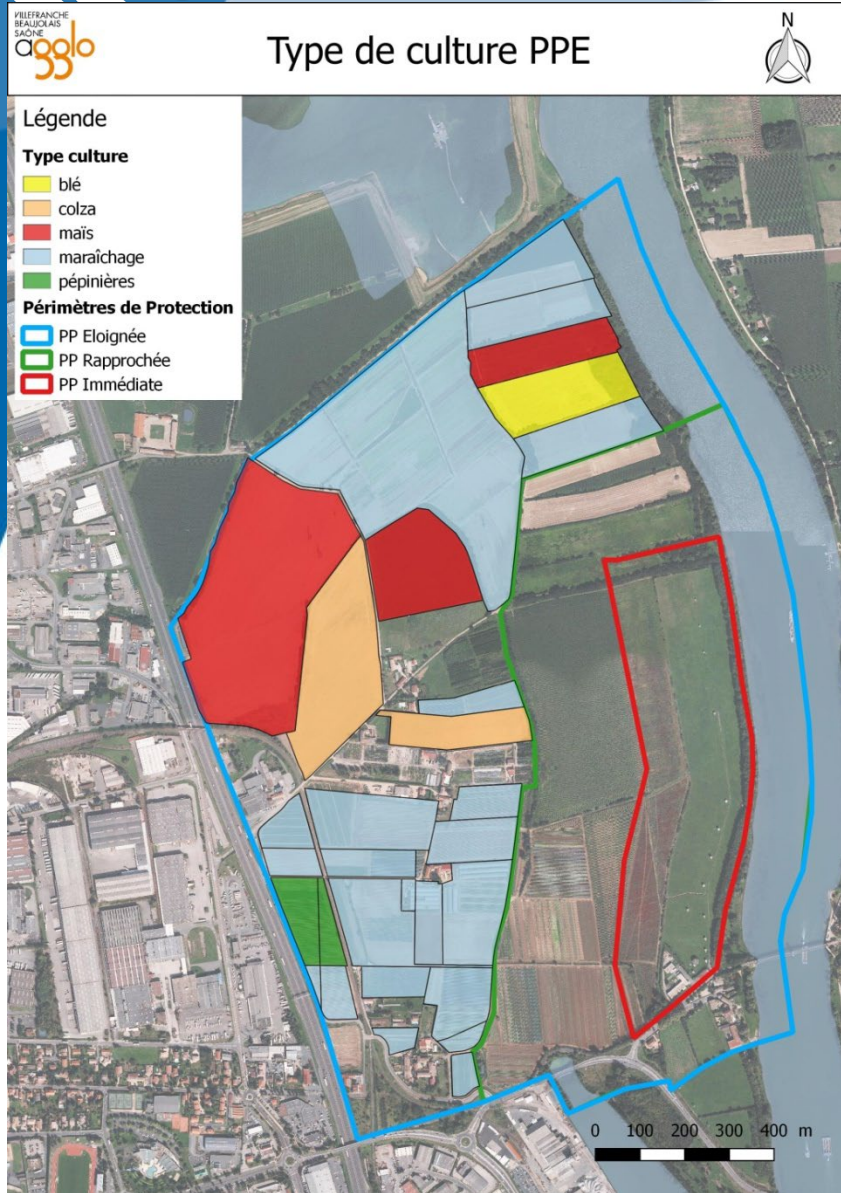 VILLEFRANCHE
BEAUJOLAIS
SAÔNE
agglo
Type de culture PPE
N
Légende
Type culture
blé
colza
maïs
maraîchage
pépinières
Périmètres de Protection
PP Eloignée
PP Rapprochée
PP Immédiate
0 100 200 300 400 m